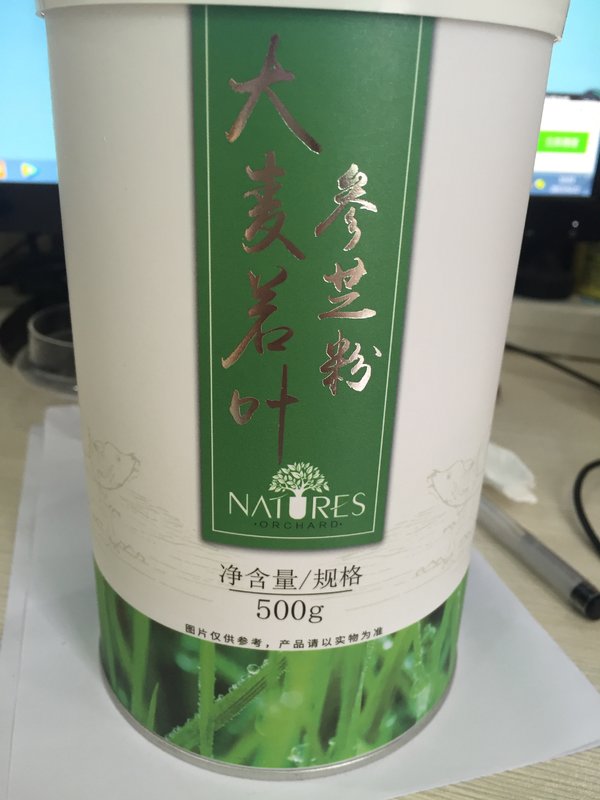 大麦若叶
参芝粉
NATURES
·ORCHARD·
净含量/规格
500g
图片仅供参考，产品请以实物为准